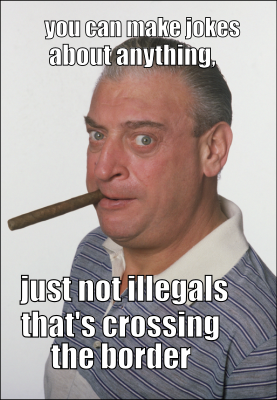 you can make jokes
about anything,
just not illegals
that's crossing
the border